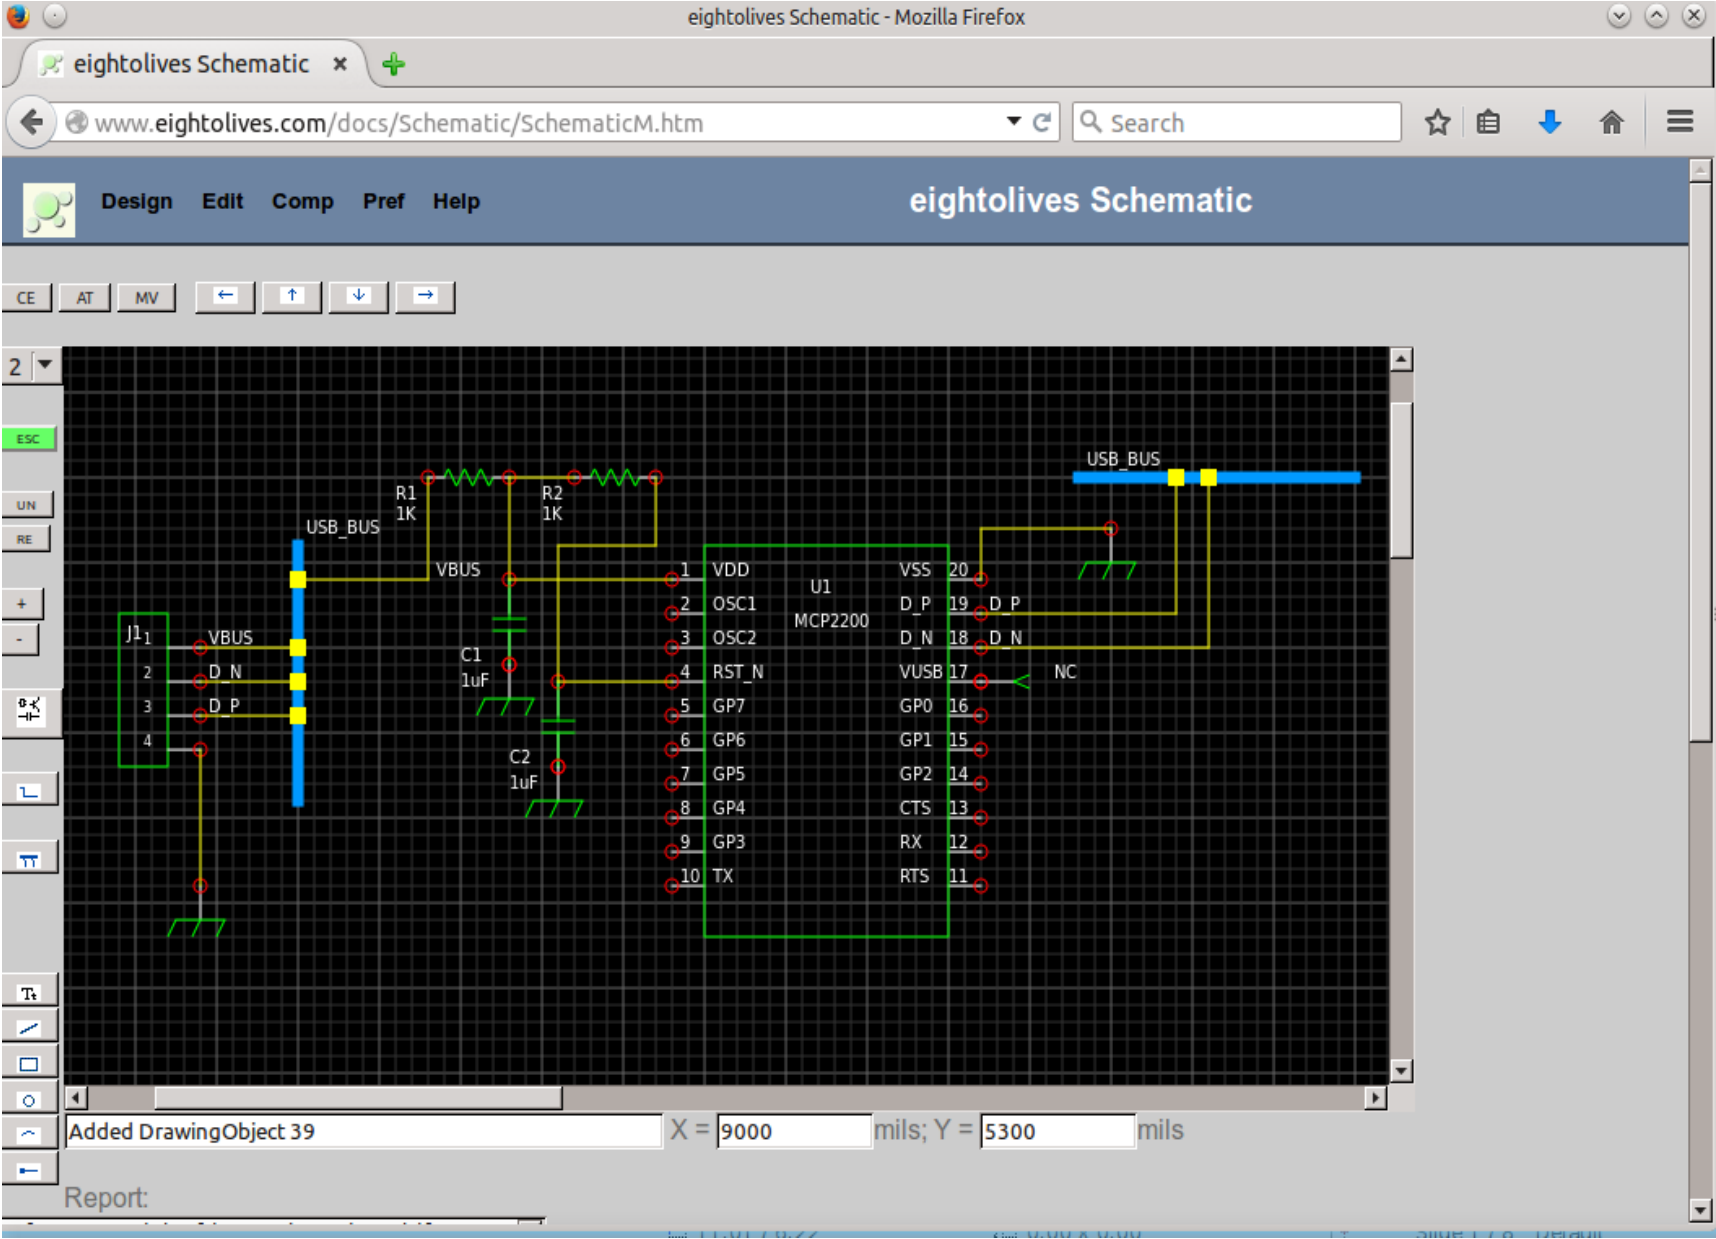 eightolives Schematic - Mozilla Firefox
eightolives Schematic
www.eightolives.com/docs/Schematic/SchematicM.htm
Search
Design Edit Comp Pref Help
eightolives Schematic
CE AT MV
2
ESC
UN
RE
+
-
Tt
USB_BUS
R1
1K
R2
1K
USB_BUS
VBUS
J1
1 VBUS
2 D_N
3 D_P
4
C1
1uF
C2
1uF
U1
MCP2200
1 VDD
2 OSC1
3 OSC2
4 RST_N
5 GP7
6 GP6
7 GP5
8 GP4
9 GP3
10 TX
VSS 20
D_P 19 D_P
D_N 18 D_N
VUSB 17 NC
GP0 16
GP1 15
GP2 14
CTS 13
RX 12
RTS 11
Added DrawingObject 39
X = 9000 mils; Y = 5300 mils
Report: